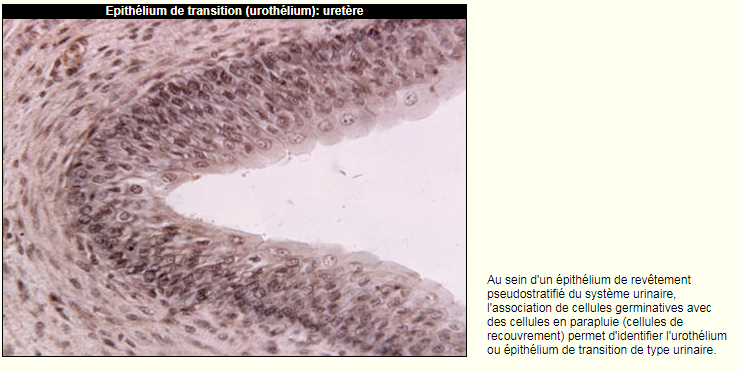 Epithélium de transition (urothélium): uretère
Au sein d'un épithélium de revêtement
pseudostratifié du système urinaire,
l'association de cellules germinatives avec
des cellules en parapluie (cellules de
recouvrement) permet d'identifier l'urothélium
ou épithélium de transition de type urinaire.